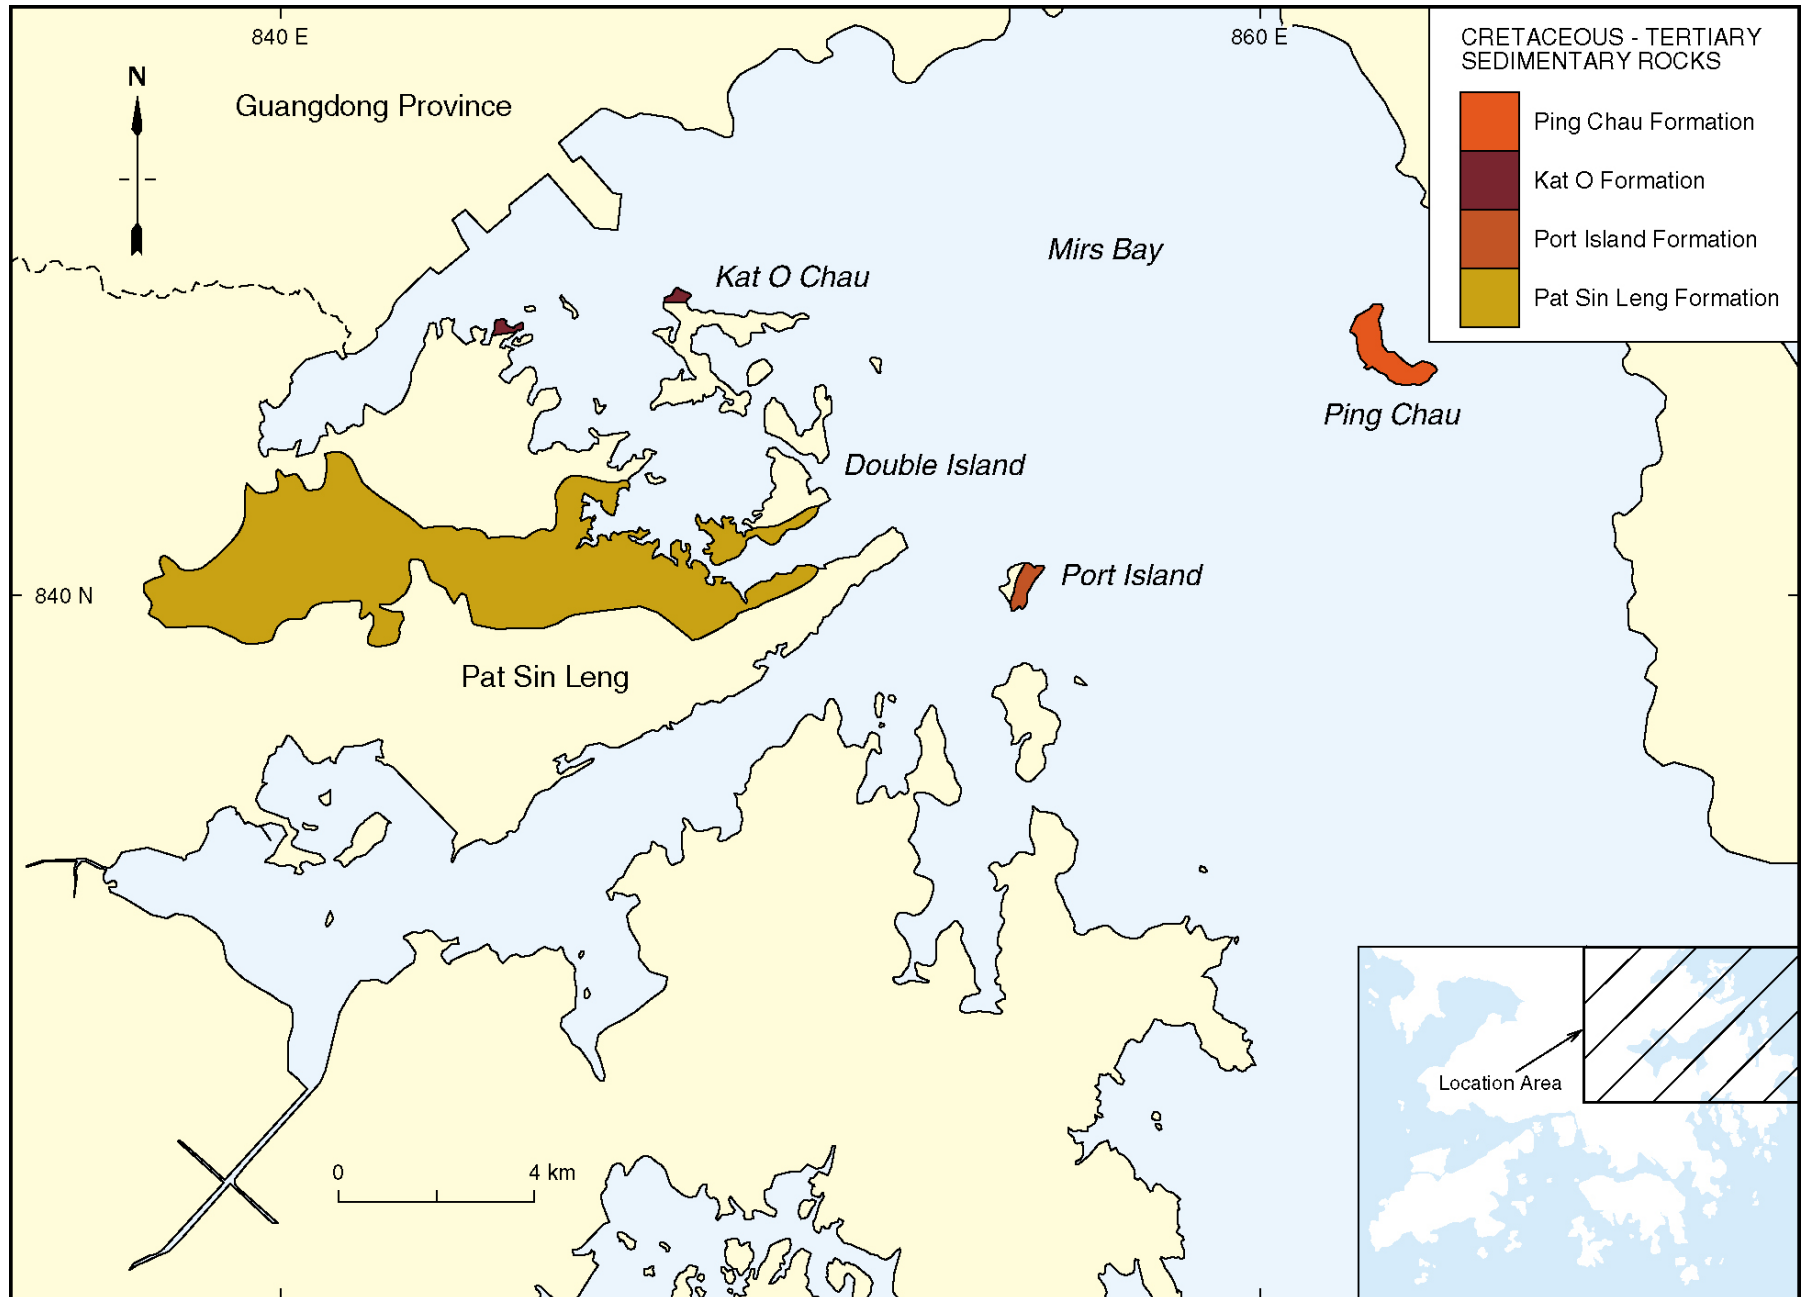 840 E
860 E
N
Guangdong Province
CRETACEOUS - TERTIARY
SEDIMENTARY ROCKS
Ping Chau Formation
Kat O Formation
Port Island Formation
Pat Sin Leng Formation
Mirs Bay
Kat O Chau
Ping Chau
Double Island
Port Island
840 N
Pat Sin Leng
Location Area
0
4 km